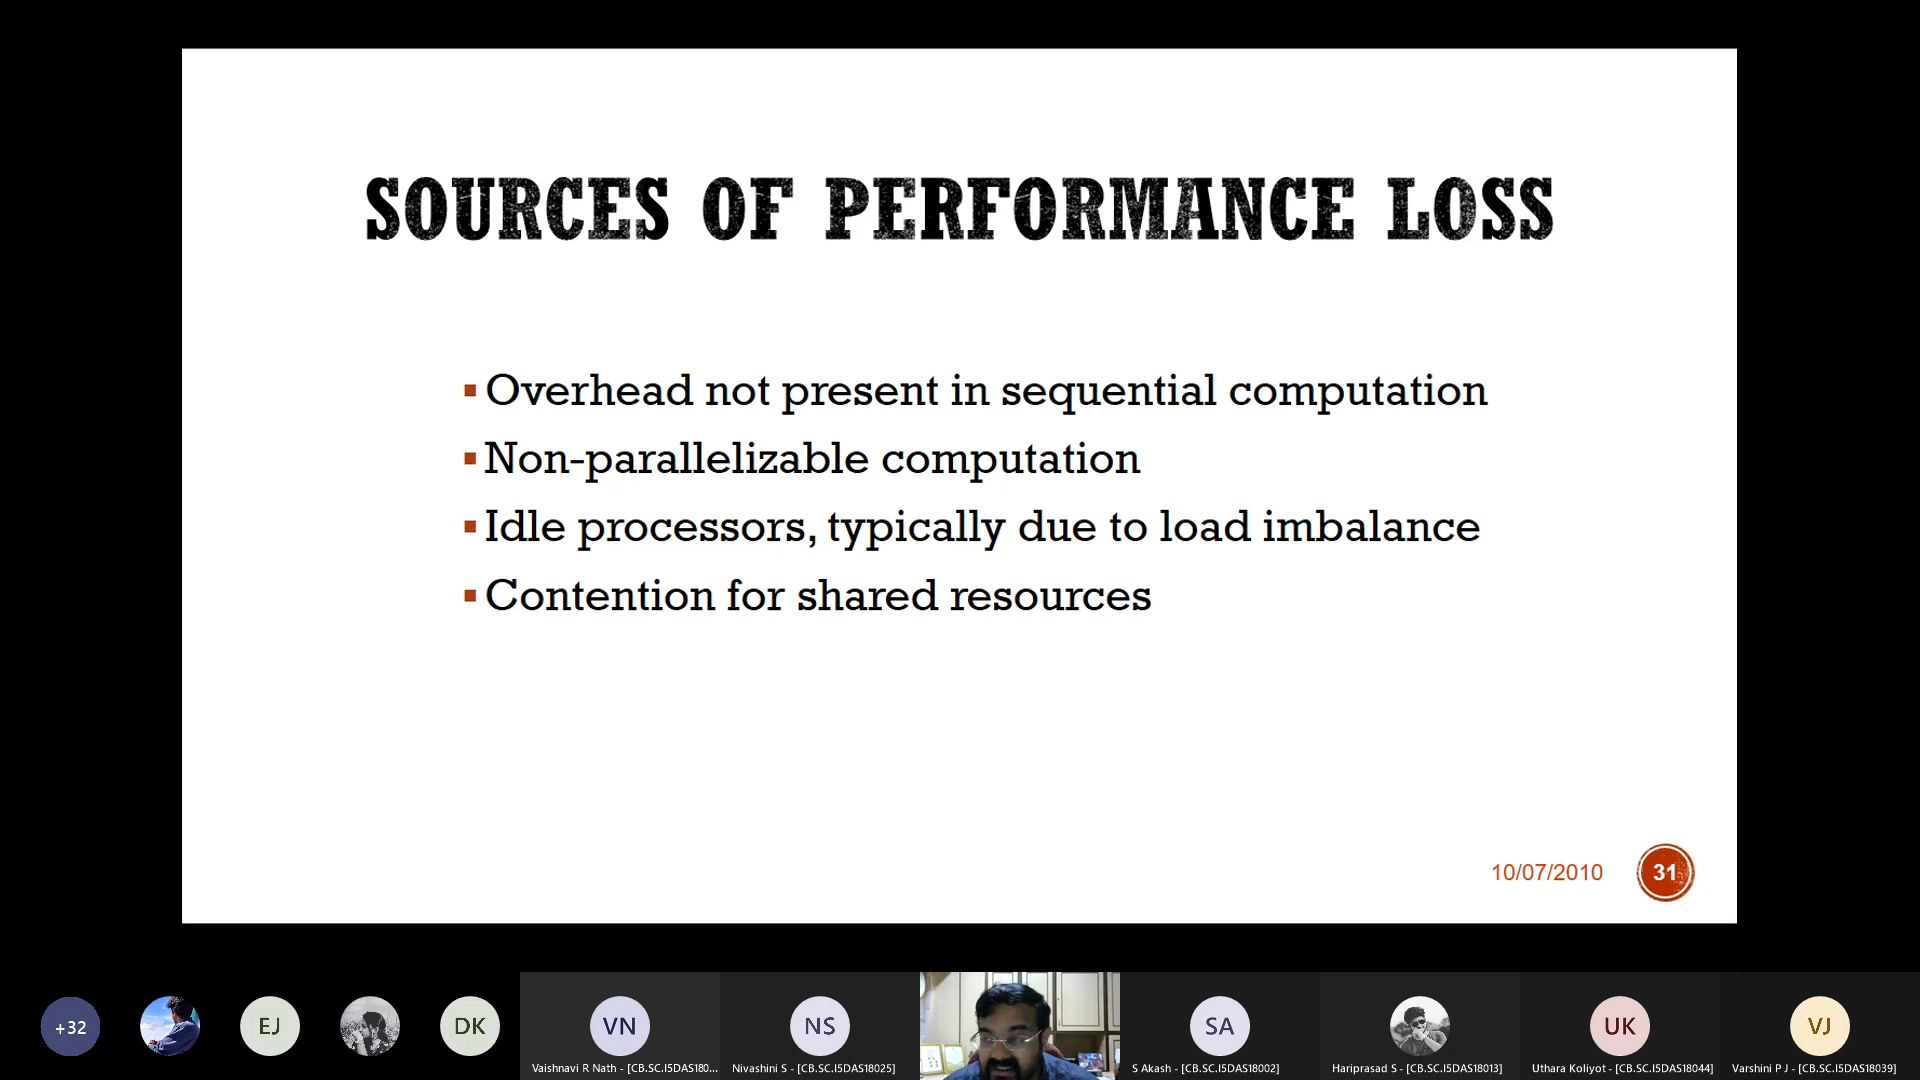 SOURCES OF PERFORMANCE LOSS
Overhead not present in sequential computation
Non-parallelizable computation
Idle processors, typically due to load imbalance
Contention for shared resources
10/07/2010
31
+32
EJ
DK
VN
NS
SA
UK
VJ
Vaishnavi R Nath - [CB.SC.I5DAS180...
Nivashini S - [CB.SC.I5DAS18025]
S Akash - [CB.SC.I5DAS18002]
Hariprasad S - [CB.SC.I5DAS18013]
Uthara Koliyot - [CB.SC.I5DAS18044]
Varshini P J - [CB.SC.I5DAS18039]